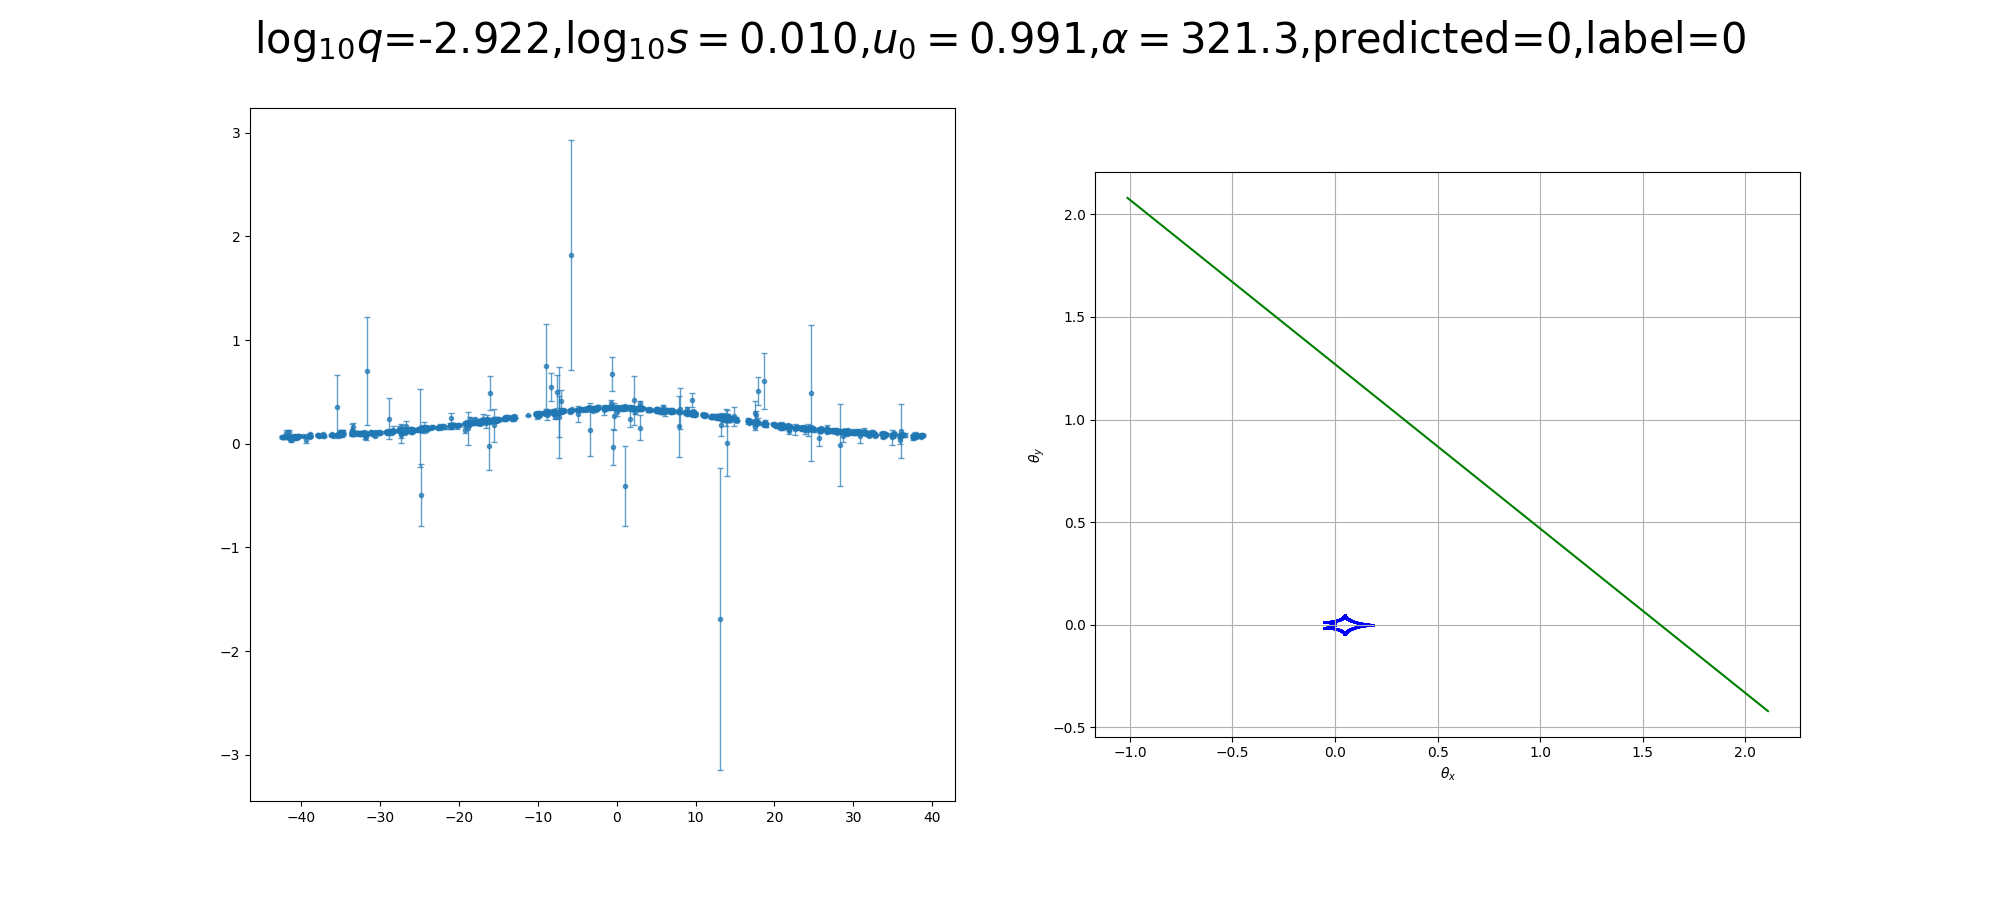 log₁₀q=-2.922,log₁₀s = 0.010,u₀ = 0.991,α = 321.3,predicted=0,label=0
3
2
1
0
−1
−2
−3
−40 −30 −20 −10 0 10 20 30 40
2.0
1.5
1.0
0.5
0.0
−0.5
θy
−1.0 −0.5 0.0 0.5 1.0 1.5 2.0
θx